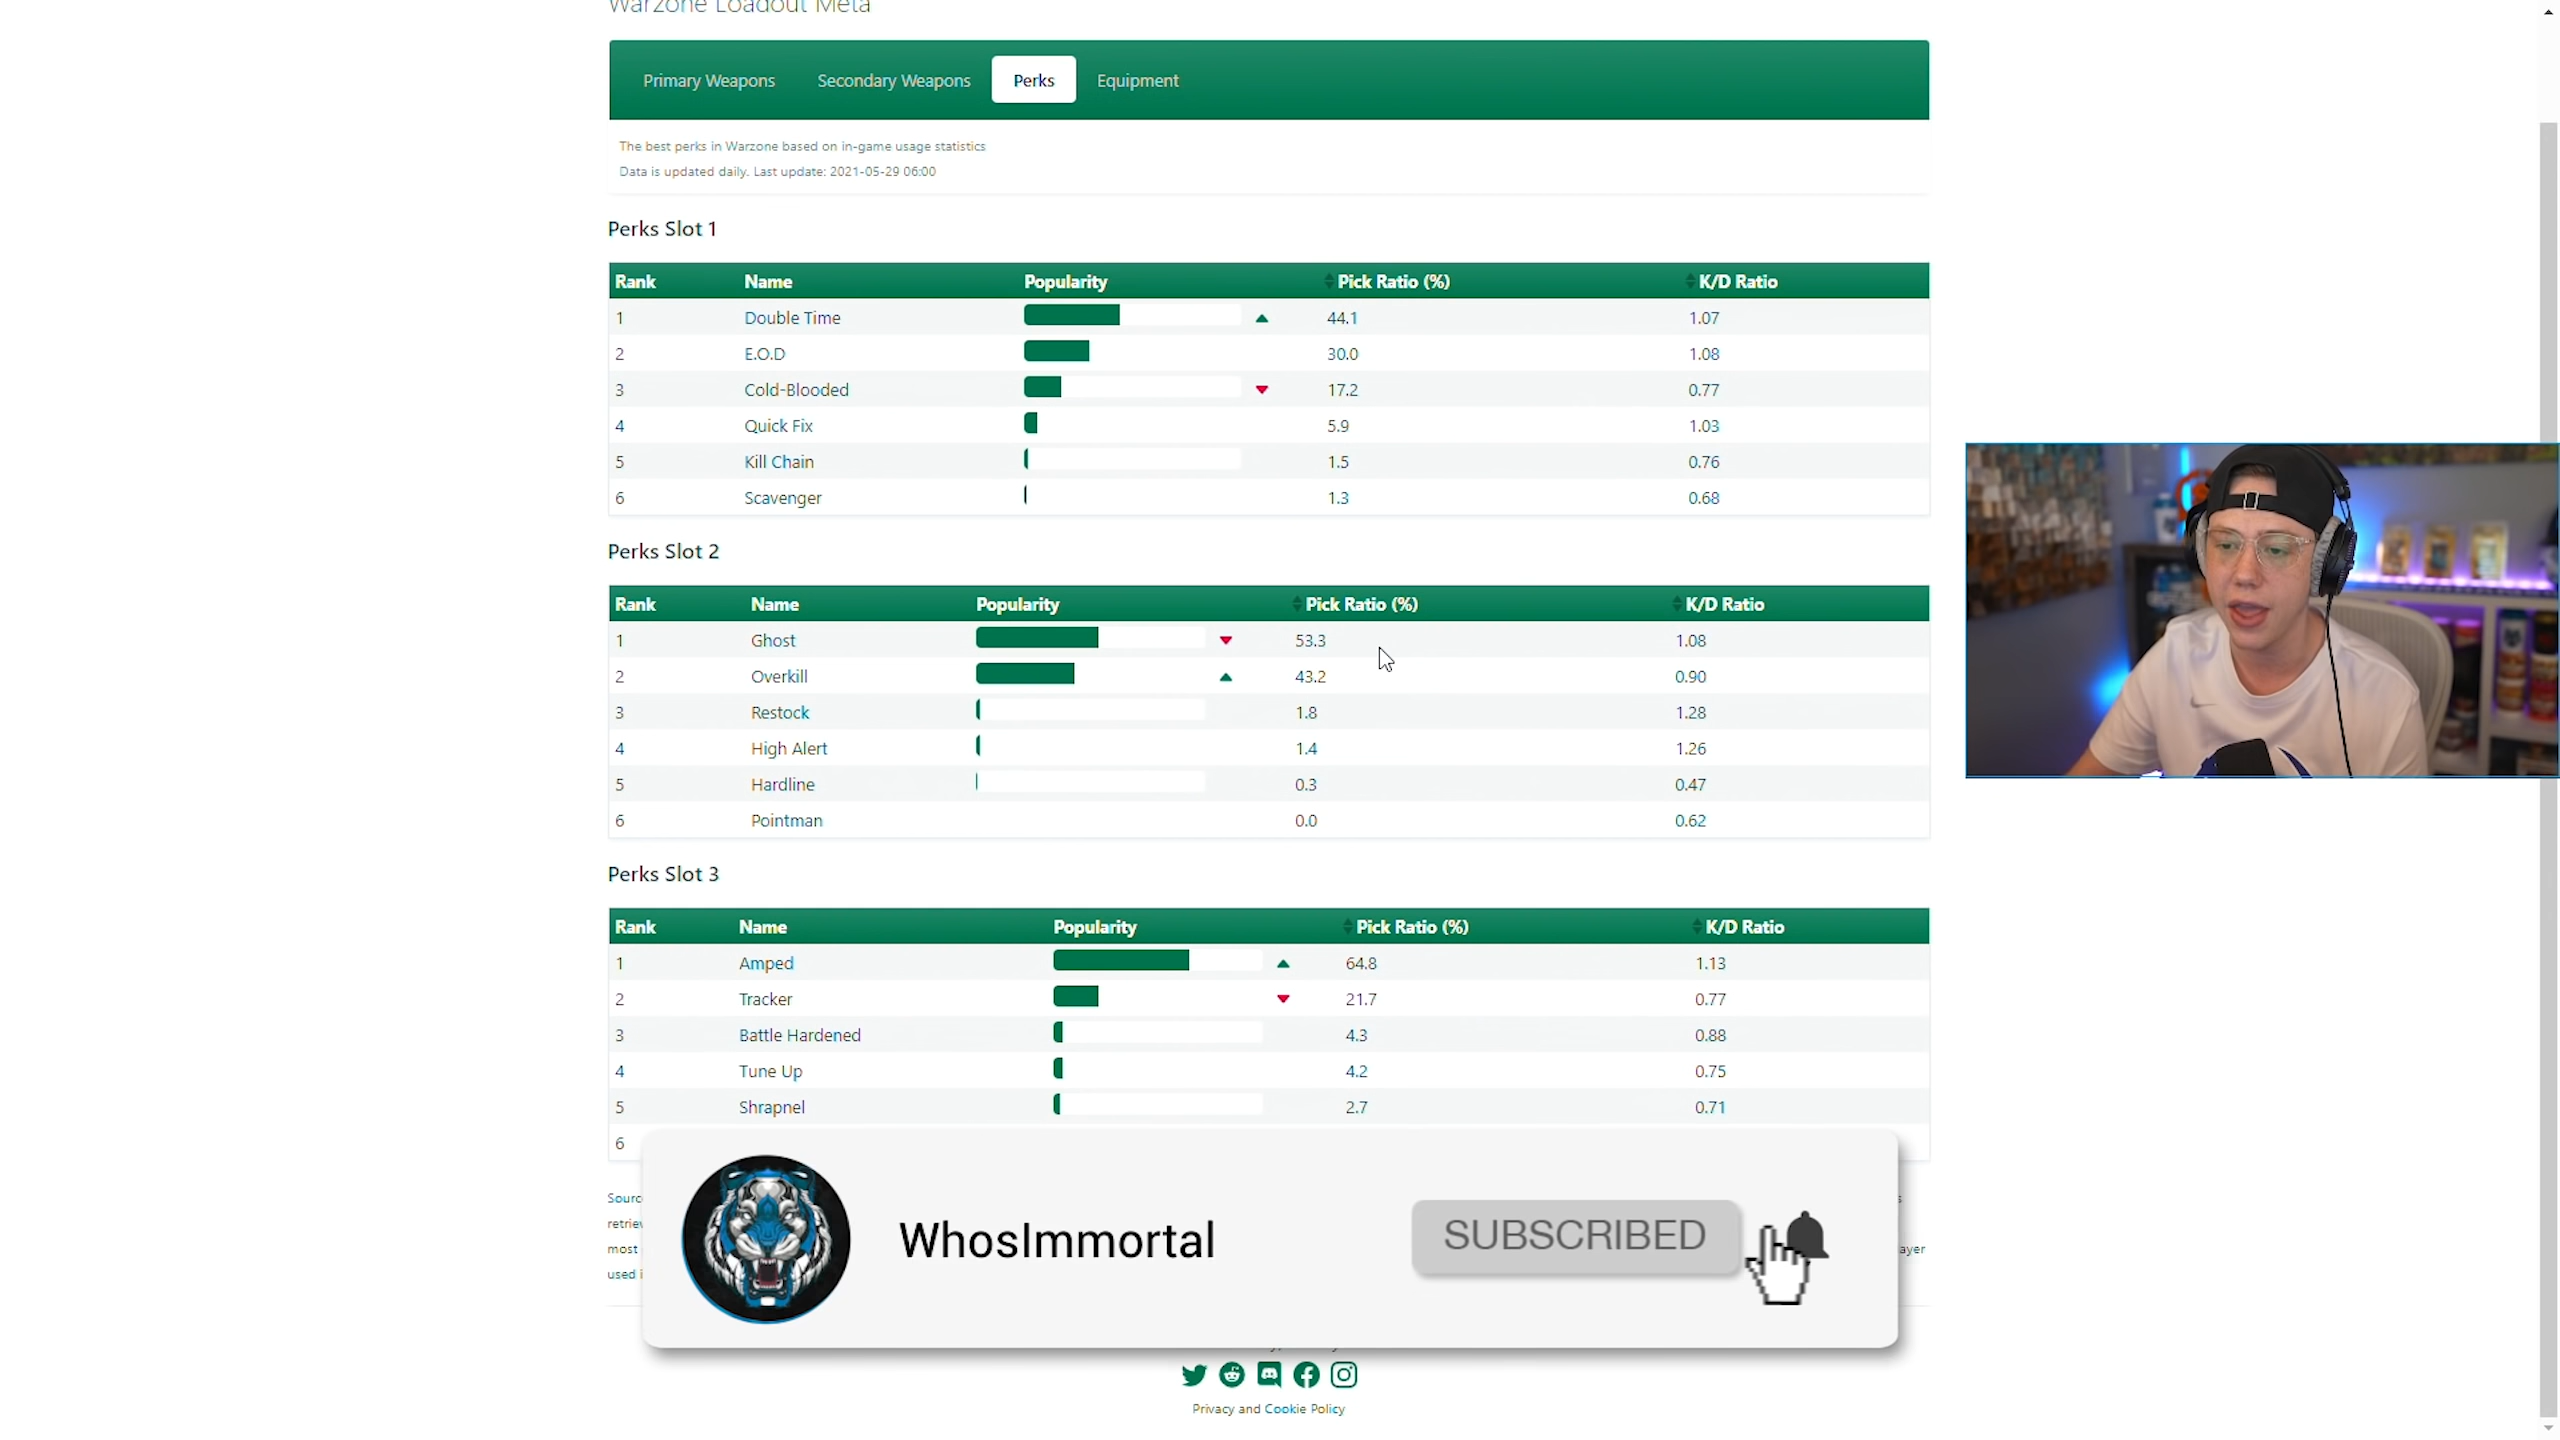 Warzone Loadout Meta
Primary Weapons Secondary Weapons Perks Equipment
The best perks in Warzone based on in-game usage statistics
Data is updated daily. Last update: 2021-05-29 06:00
Perks Slot 1
Rank Name Popularity Pick Ratio (%) K/D Ratio
1 Double Time 44.1 1.07
2 E.O.D 30.0 1.08
3 Cold-Blooded 17.2 0.77
4 Quick Fix 5.9 1.03
5 Kill Chain 1.5 0.76
6 Scavenger 1.3 0.68
Perks Slot 2
Rank Name Popularity Pick Ratio (%) K/D Ratio
1 Ghost 53.3 1.08
2 Overkill 43.2 0.90
3 Restock 1.8 1.28
4 High Alert 1.4 1.26
5 Hardline 0.3 0.47
6 Pointman 0.0 0.62
Perks Slot 3
Rank Name Popularity Pick Ratio (%) K/D Ratio
1 Amped 64.8 1.13
2 Tracker 21.7 0.77
3 Battle Hardened 4.3 0.88
4 Tune Up 4.2 0.75
5 Shrapnel 2.7 0.71
6
most
used
WhosImmortal SUBSCRIBED
Privacy and Cookie Policy